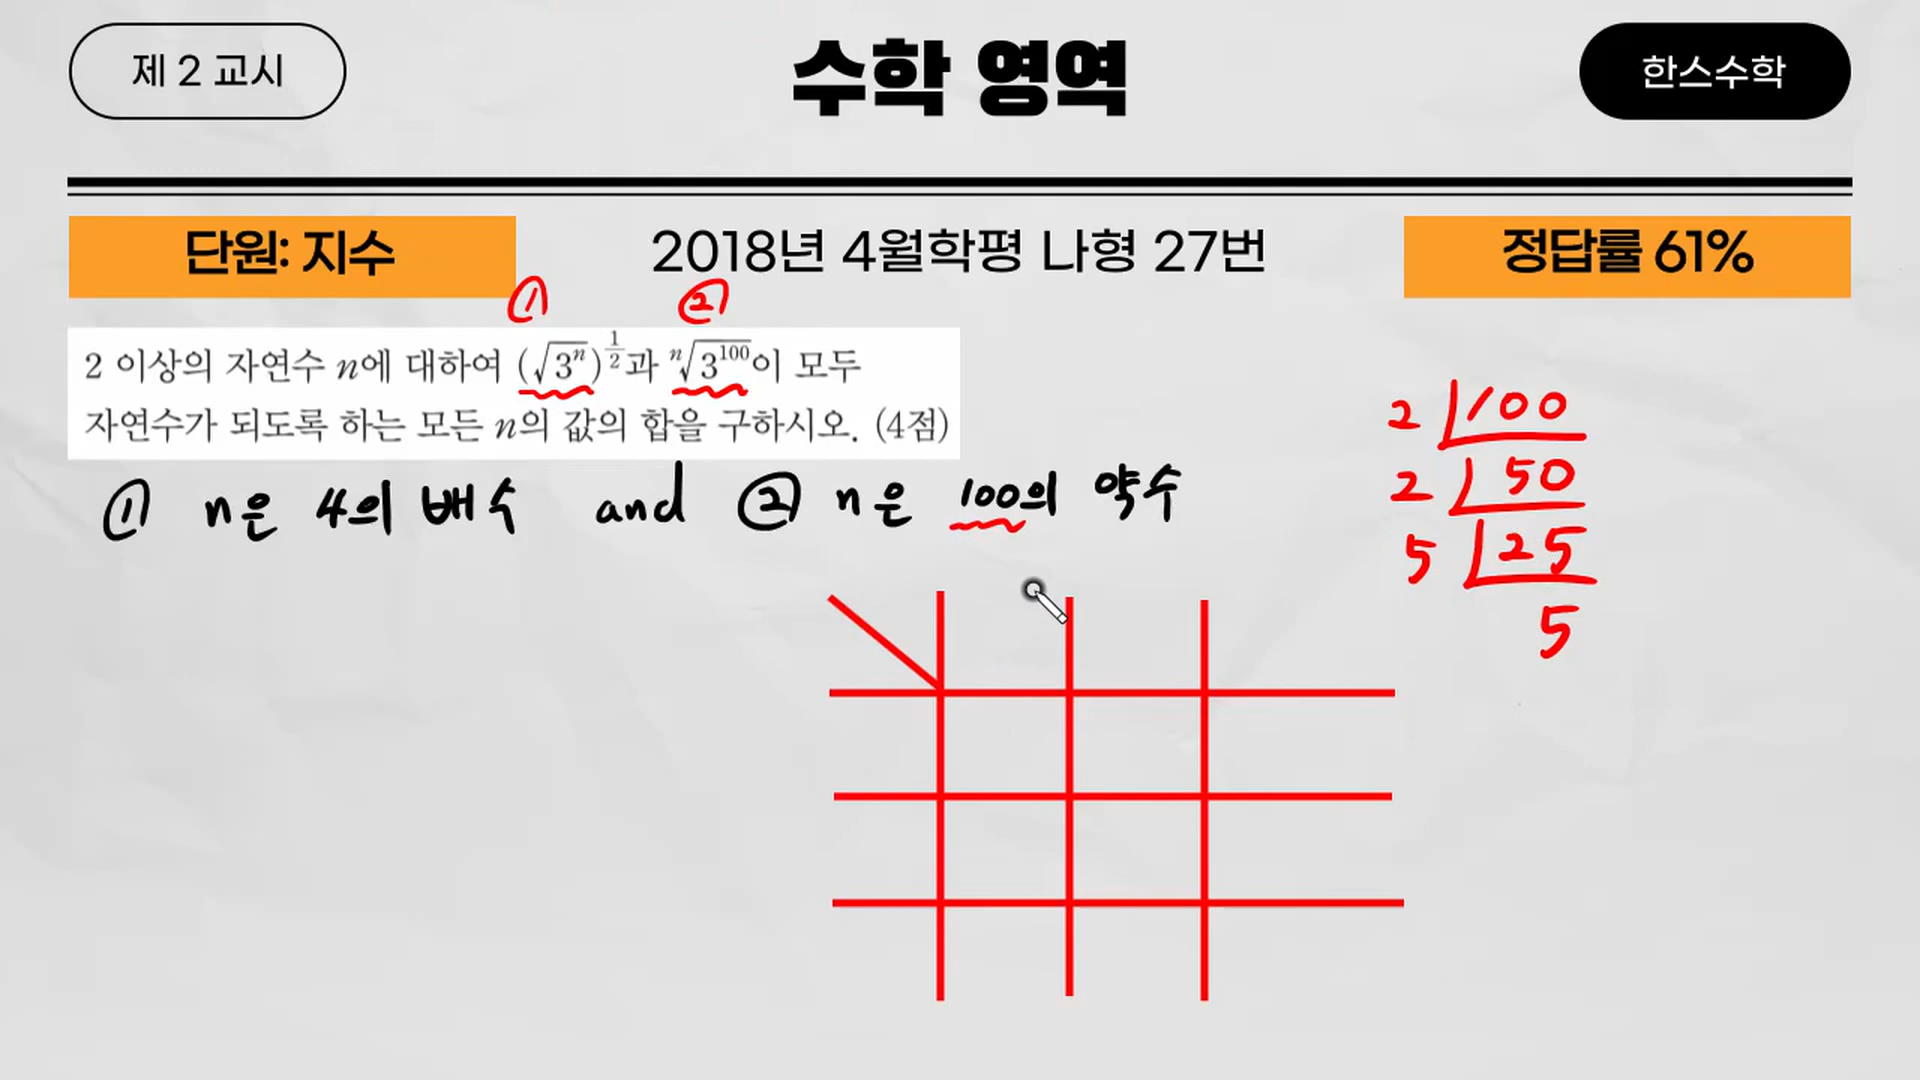 제 2 교시
수학 영역
한스수학
단원: 지수
2018년 4월학평 나형 27번
정답률 61%
① ②
2 이상의 자연수 n에 대하여 (√3ⁿ)^{1/2}과 ⁿ√3¹⁰⁰이 모두
자연수가 되도록 하는 모든 n의 값의 합을 구하시오. (4점)
① n은 4의 배수 and ② n은 100의 약수
2 100
2 50
5 25
5